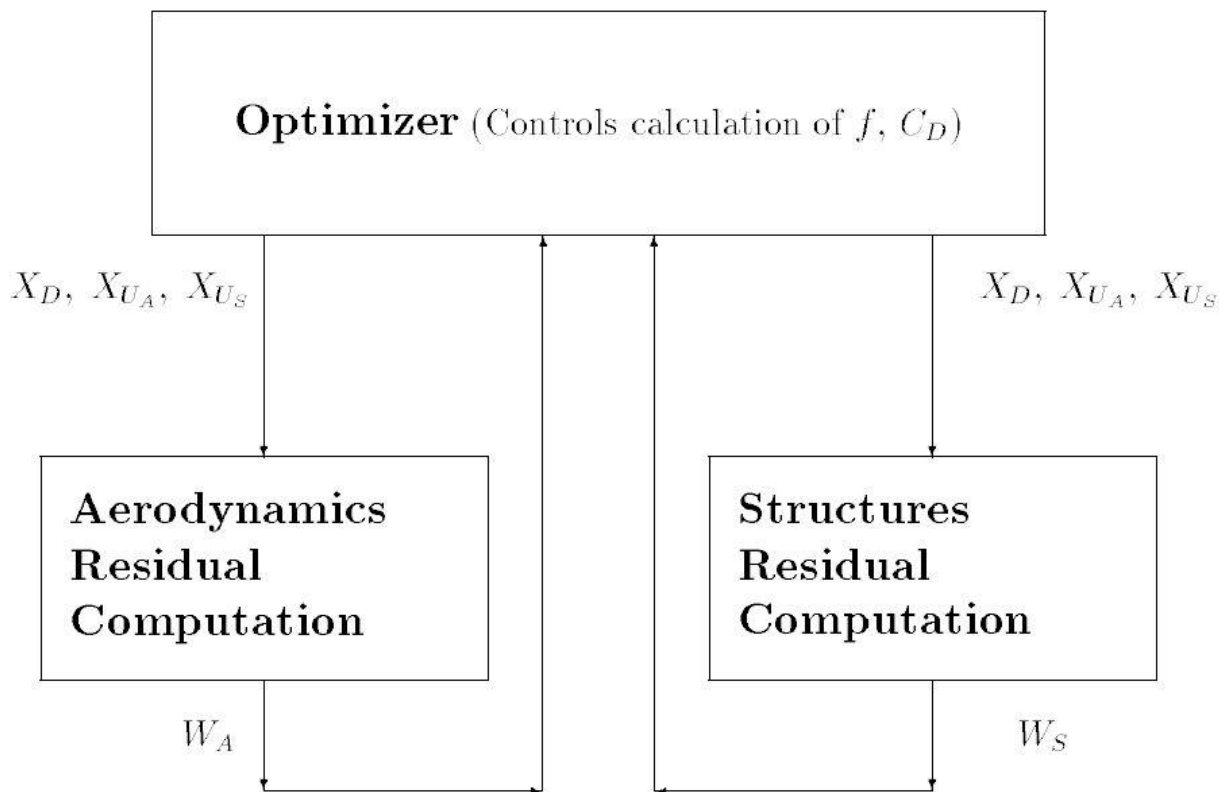 Optimizer (Controls calculation of f, C_D)
X_D, X_{U_A}, X_{U_S}
X_D, X_{U_A}, X_{U_S}
Aerodynamics
Residual
Computation
Structures
Residual
Computation
W_A
W_S